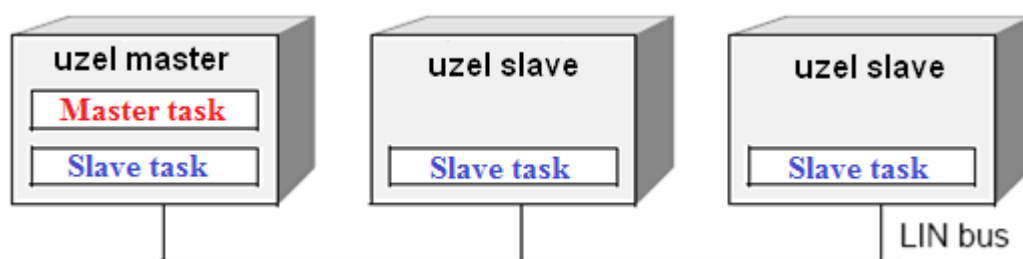 uzel master
Master task
Slave task
uzel slave
Slave task
uzel slave
Slave task
LIN bus